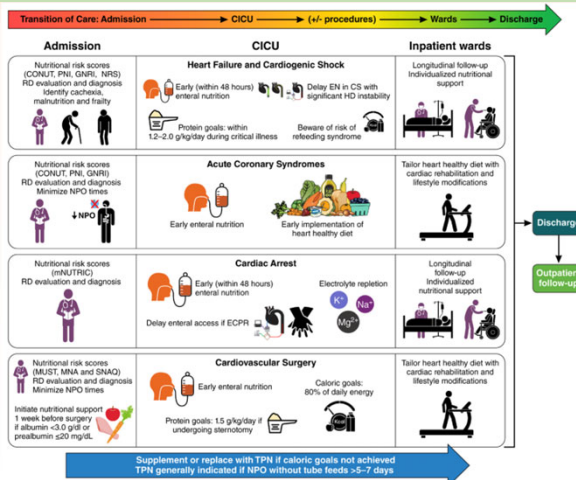 Transition of Care: Admission
CICU
(+/- procedures)
Wards
Discharge
Admission
CICU
Inpatient wards
Nutritional risk scores
(CONUT, PNI, GNRI, NRS)
RD evaluation and diagnosis
Identify cachexia,
malnutrition and frailty
Heart Failure and Cardiogenic Shock
Early (within 48 hours)
enteral nutrition
Delay EN in CS with
significant HD instability
Protein goals: within
1.2–2.0 g/kg/day during critical illness
Beware of risk of
refeeding syndrome
Longitudinal follow-up
Individualized nutritional
support
Nutritional risk scores
(CONUT, PNI, GNRI)
RD evaluation and diagnosis
Minimize NPO times
↓NPO
Acute Coronary Syndromes
Early enteral nutrition
Early implementation of
heart healthy diet
Tailor heart healthy diet with
cardiac rehabilitation and
lifestyle modifications
Nutritional risk scores
(mNUTRIC)
RD evaluation and diagnosis
Cardiac Arrest
Early (within 48 hours)
enteral nutrition
Delay enteral access if ECPR
Electrolyte repletion
K+
Na+
Mg2+
Longitudinal
follow-up
Individualized
nutritional support
Nutritional risk scores
(MUST, MNA and SNAQ)
RD evaluation and diagnosis
Minimize NPO times
Initiate nutritional support
1 week before surgery
if albumin <3.0 g/dl or
prealbumin ≤20 mg/dL
Cardiovascular Surgery
Early enteral nutrition
Caloric goals:
80% of daily energy
Protein goals: 1.5 g/kg/day if
undergoing sternotomy
Tailor heart healthy diet with
cardiac rehabilitation and
lifestyle modifications
Discharge
Outpatient
follow-up
Supplement or replace with TPN if caloric goals not achieved
TPN generally indicated if NPO without tube feeds >5–7 days